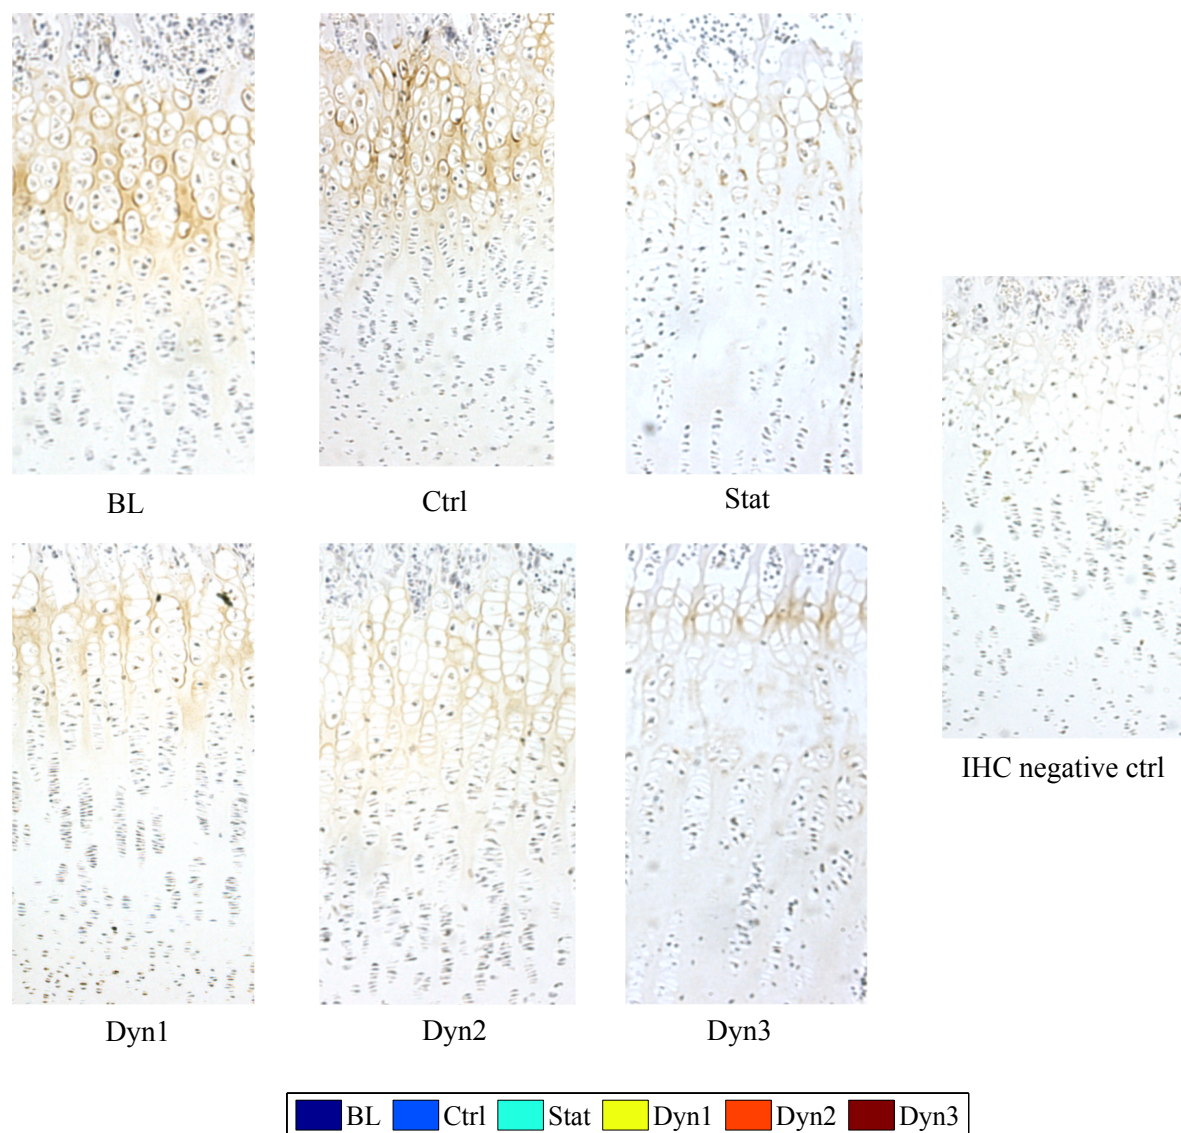 BL
Ctrl
Stat
IHC negative ctrl
Dyn1
Dyn2
Dyn3
BL Ctrl Stat Dyn1 Dyn2 Dyn3